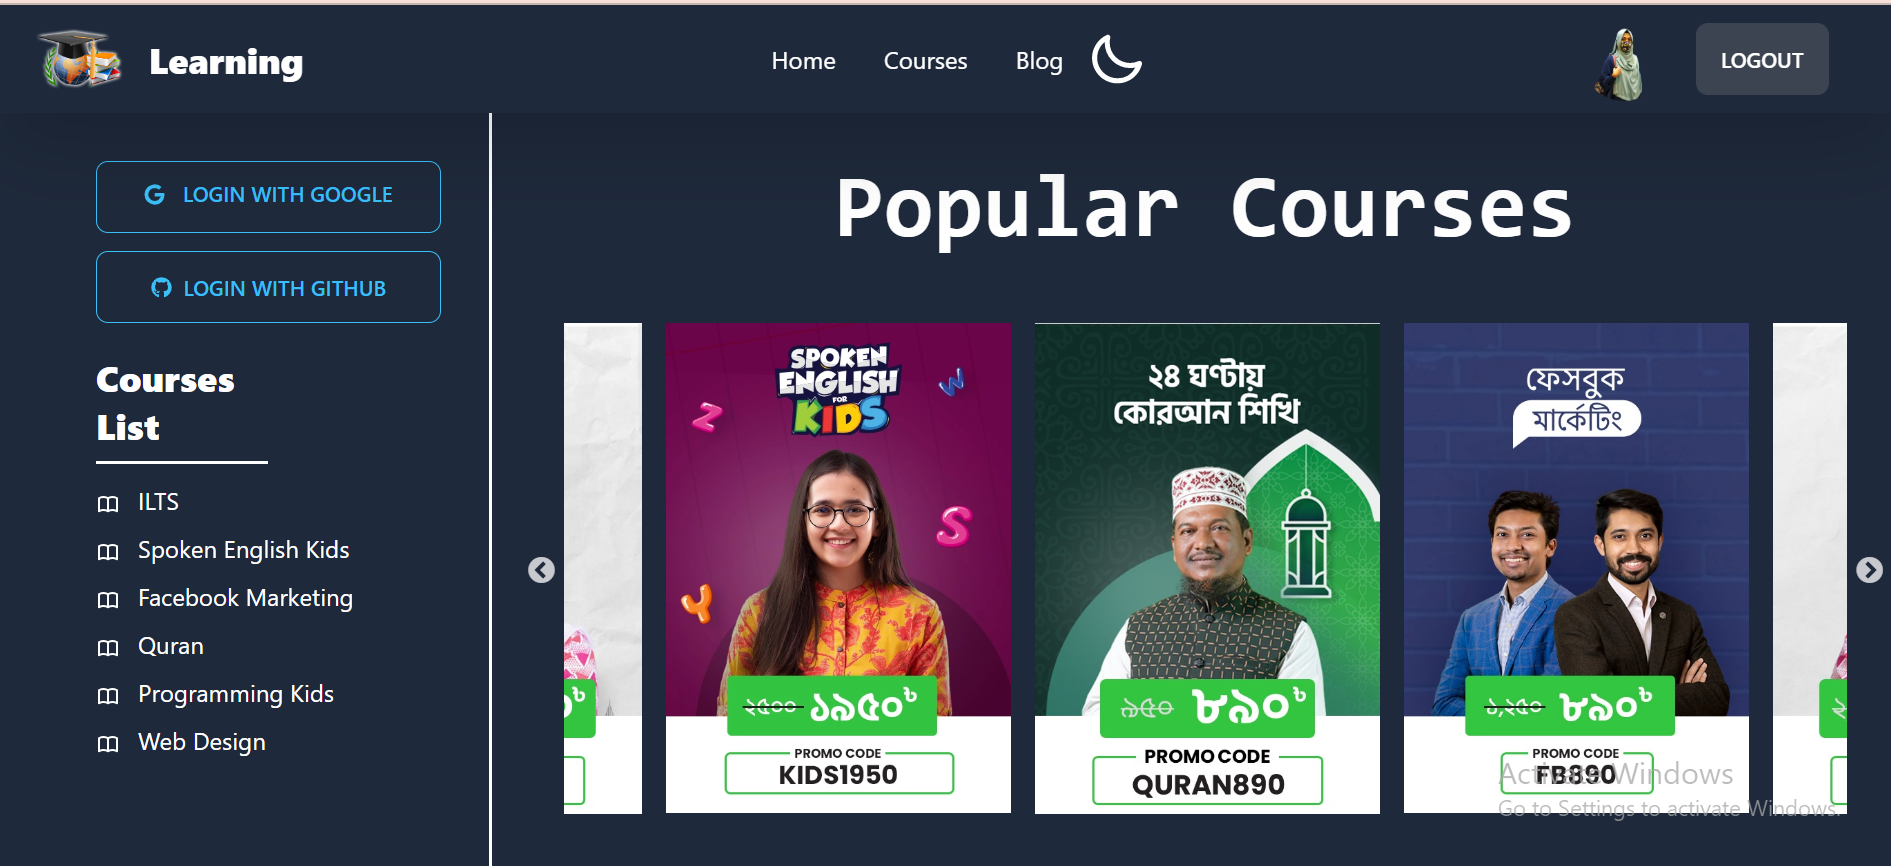 Learning
Home
Courses
Blog
LOGOUT
LOGIN WITH GOOGLE
LOGIN WITH GITHUB
Courses
List
ILTS
Spoken English Kids
Facebook Marketing
Quran
Programming Kids
Web Design
Popular Courses
SPOKEN
ENGLISH
FOR
KIDS
Z
W
S
Y
২৫০০ ১৯৫০৳
PROMO CODE
KIDS1950
২৪ ঘণ্টায়
কোরআন শিখি
৯৫০ ৮৯০৳
PROMO CODE
QURAN890
ফেসবুক
মার্কেটিং
১,২৫০ ৮৯০৳
PROMO CODE
FB890
Activate Windows
Go to Settings to activate Windows.